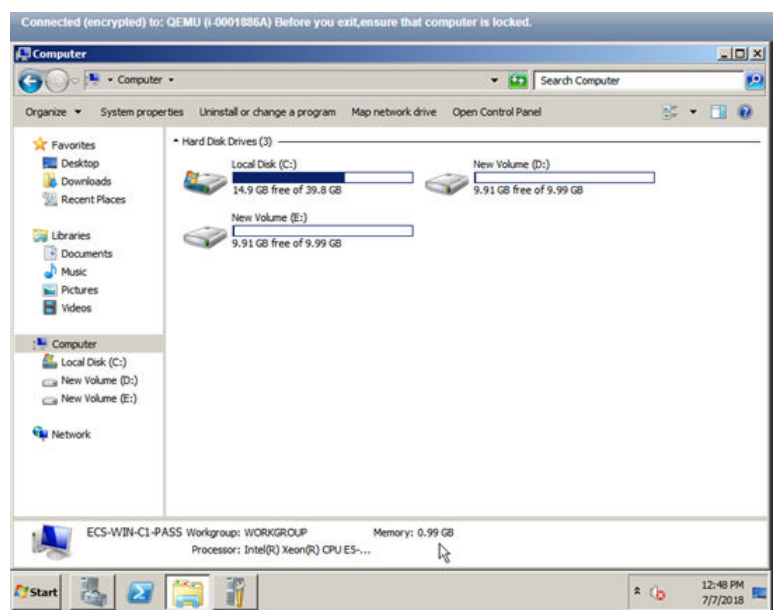 Connected (encrypted) to: QEMU (i-0001886A) Before you exit,ensure that computer is locked.
Computer
Computer
Search Computer
Organize System properties Uninstall or change a program Map network drive Open Control Panel
Favorites
Desktop
Downloads
Recent Places
Libraries
Documents
Music
Pictures
Videos
Computer
Local Disk (C:)
New Volume (D:)
New Volume (E:)
Network
Hard Disk Drives (3)
Local Disk (C:)
14.9 GB free of 39.8 GB
New Volume (D:)
9.91 GB free of 9.99 GB
New Volume (E:)
9.91 GB free of 9.99 GB
ECS-WIN-C1-PASS Workgroup: WORKGROUP Memory: 0.99 GB
Processor: Intel(R) Xeon(R) CPU E5-...
Start
12:48 PM
7/7/2018